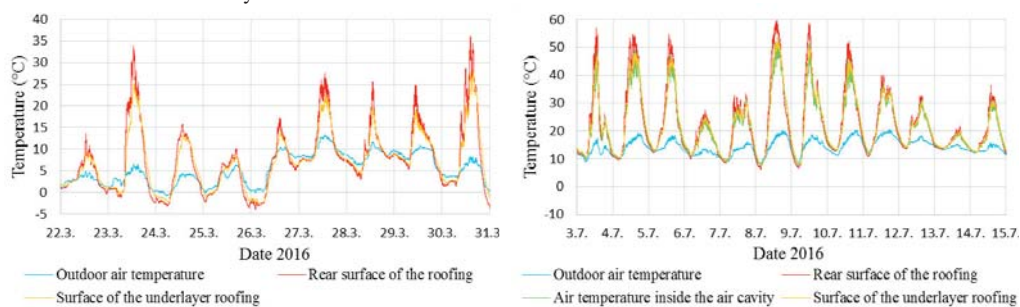 40
35
30
25
20
15
10
5
0
-5
Temperature (°C)
22.3. 23.3. 24.3. 25.3. 26.3. 27.3. 28.3. 29.3. 30.3. 31.3
Date 2016
Outdoor air temperature
Rear surface of the roofing
Surface of the underlayer roofing
60
50
40
30
20
10
0
-10
Temperature (°C)
3.7. 4.7. 5.7. 6.7. 7.7. 8.7. 9.7. 10.7. 11.7. 12.7. 13.7. 14.7. 15.7
Date 2016
Outdoor air temperature
Rear surface of the roofing
Air temperature inside the air cavity
Surface of the underlayer roofing